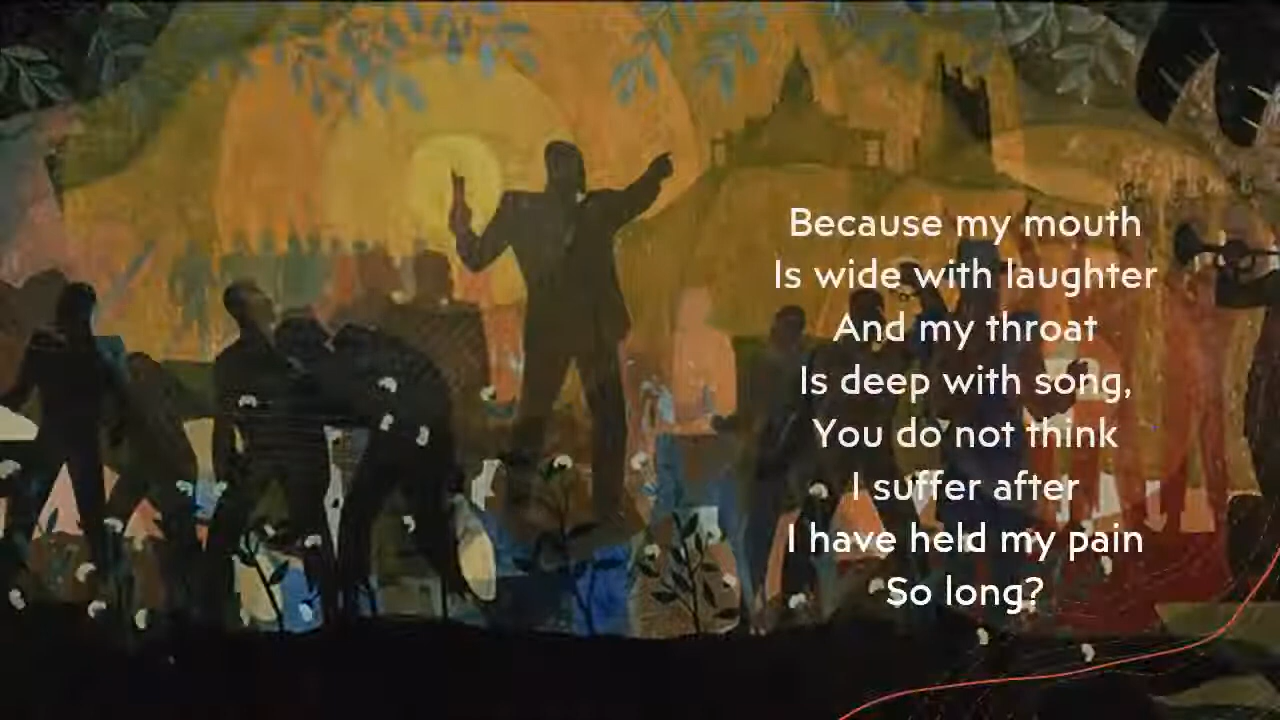 Because my mouth
Is wide with laughter
And my throat
Is deep with song,
You do not think
I suffer after
I have held my pain
So long?